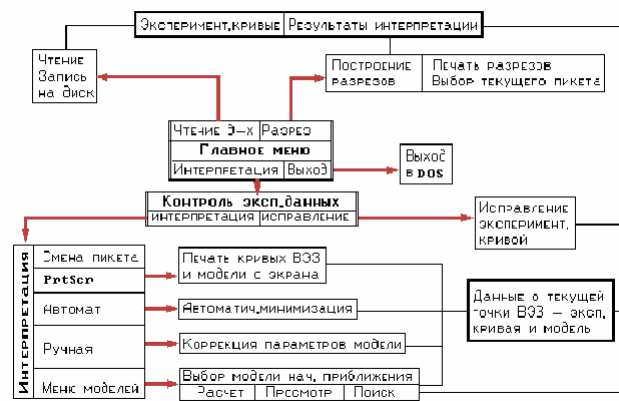 Эксперимент.кривые Результаты интерпретации
Чтение
Запись
на диск
Построение
разрезов
Печать разрезов
Выбор текущего пикета
Чтение Э-х Разрез
Главное меню
Интерпретация Выход
Выход
в DOS
Контроль эксп.данных
интерпретация исправление
Исправление
эксперимент.
кривой
Интерпретация
Смена пикета
PrtScr
Автомат
Ручная
Меню моделей
Печать кривых ВЭЗ
и модели с экрана
Автоматич.минимизация
Коррекция параметров модели
Выбор модели нач. приближения
Расчет Просмотр Поиск
Данные о текущей
точки ВЭЗ – эксп.
кривая и модель